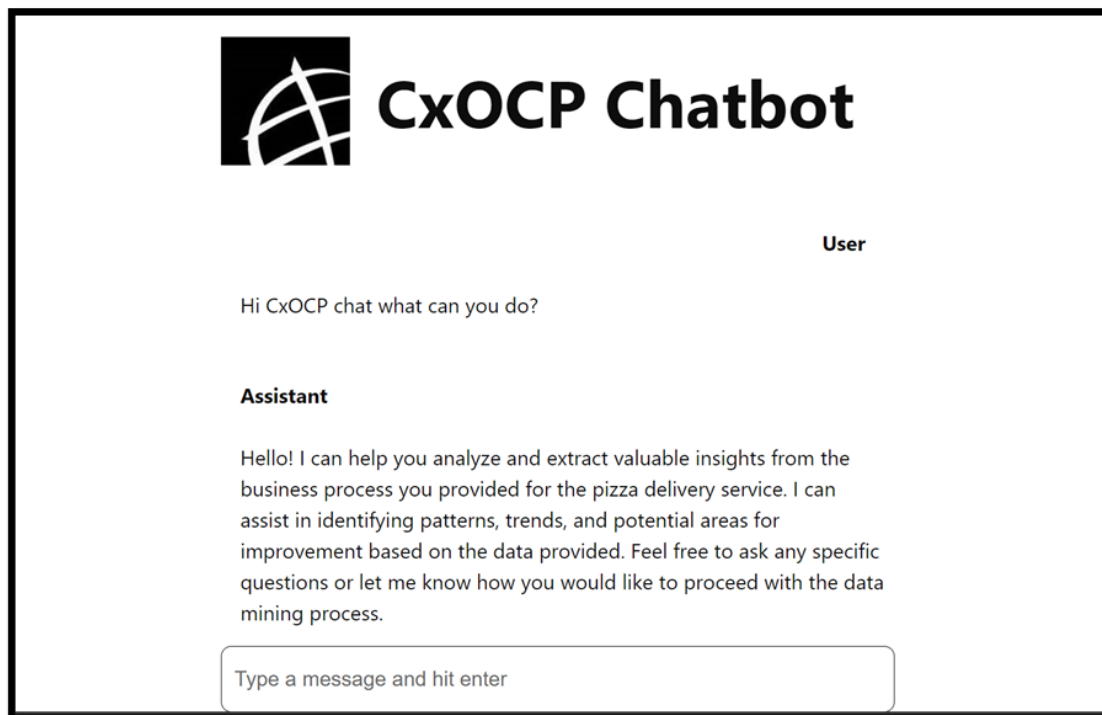 CxOCP Chatbot
User
Hi CxOCP chat what can you do?
Assistant
Hello! I can help you analyze and extract valuable insights from the
business process you provided for the pizza delivery service. I can
assist in identifying patterns, trends, and potential areas for
improvement based on the data provided. Feel free to ask any specific
questions or let me know how you would like to proceed with the data
mining process.
Type a message and hit enter